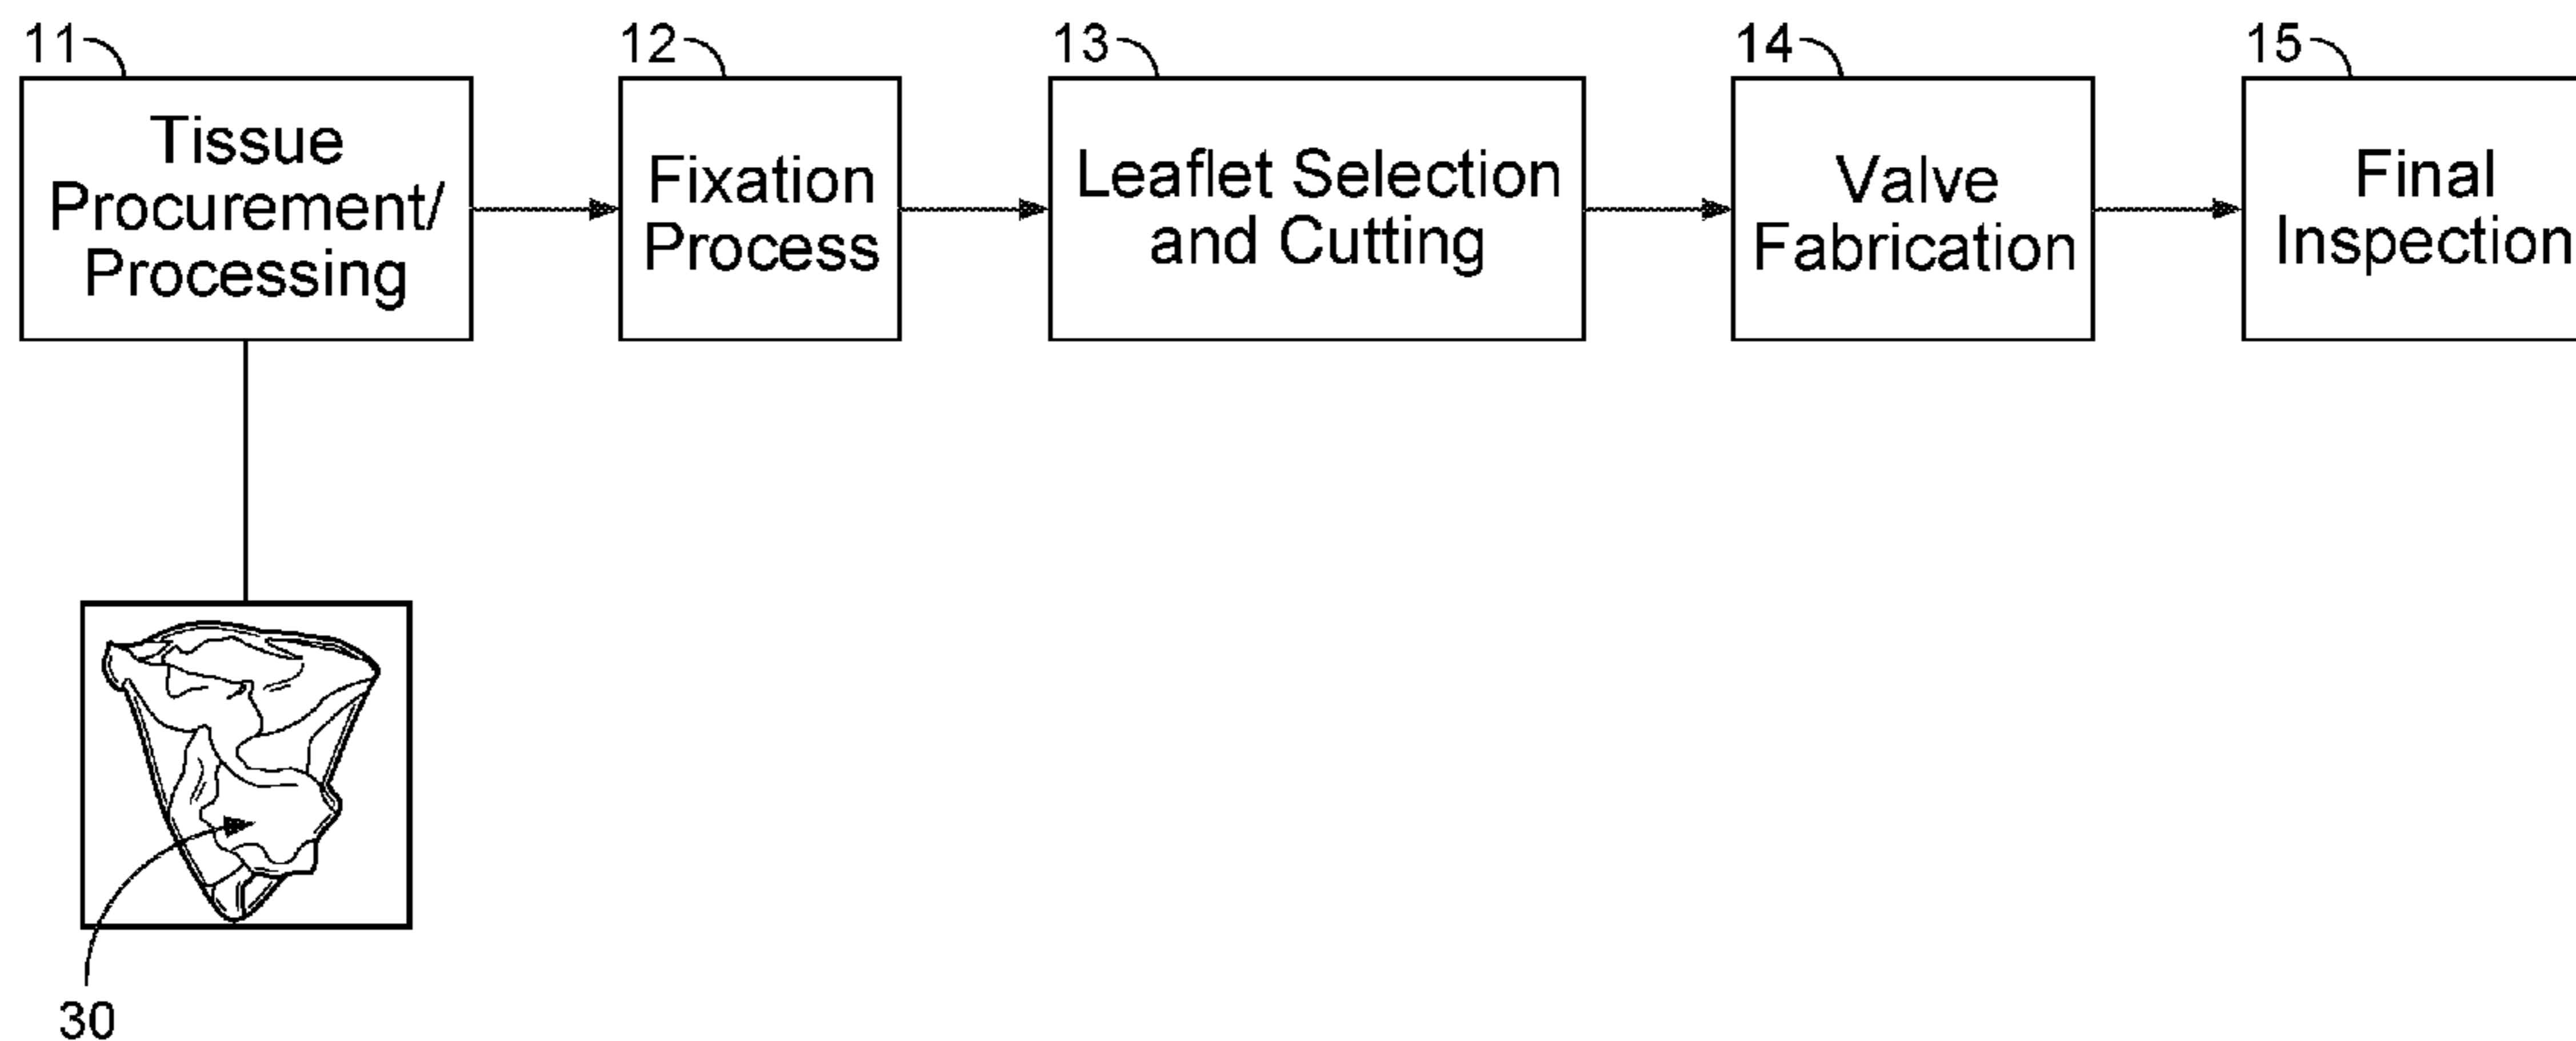 11
Tissue
Procurement/
Processing
12
Fixation
Process
13
Leaflet Selection
and Cutting
14
Valve
Fabrication
15
Final
Inspection
30